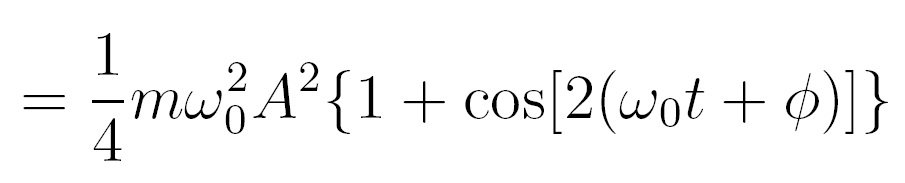 = \frac{1}{4} m\omega_0^2 A^2 \{1 + \cos[2(\omega_0 t + \phi)]\}